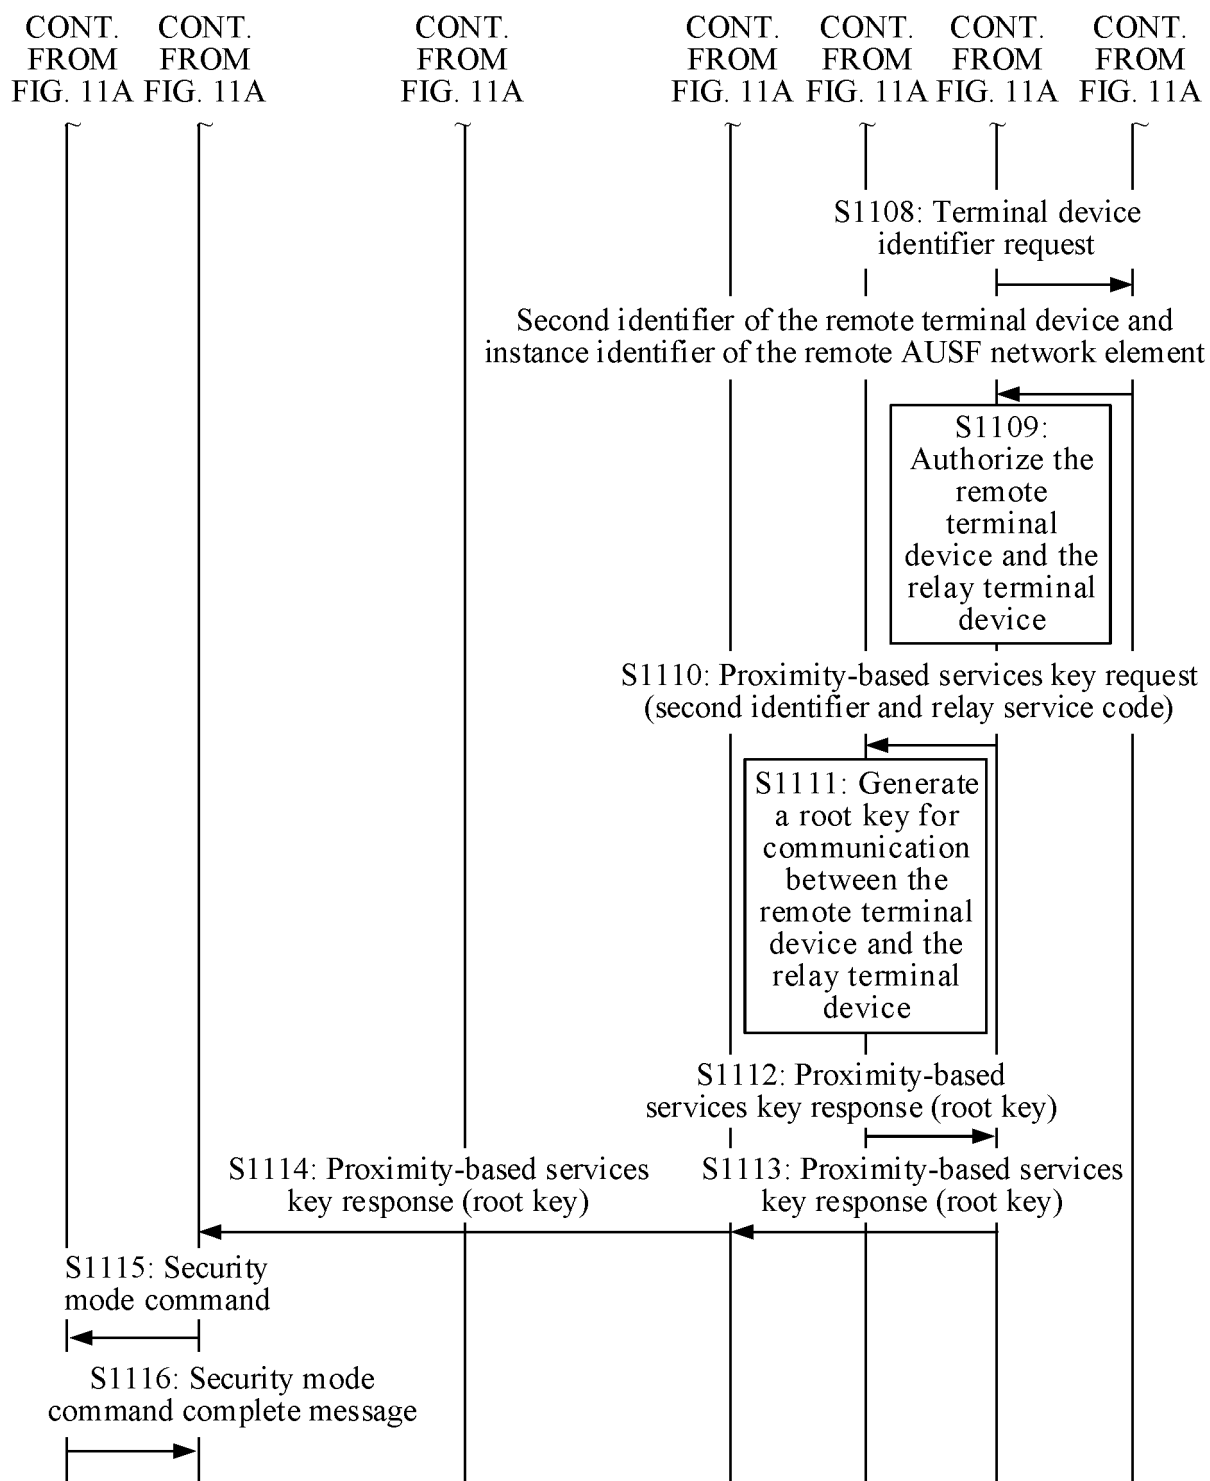 CONT. FROM FIG. 11A
CONT. FROM FIG. 11A
CONT. FROM FIG. 11A
CONT. FROM FIG. 11A
CONT. FROM FIG. 11A
CONT. FROM FIG. 11A
CONT. FROM FIG. 11A
S1108: Terminal device
identifier request
Second identifier of the remote terminal device and
instance identifier of the remote AUSF network element
S1109:
Authorize the
remote
terminal
device and the
relay terminal
device
S1110: Proximity-based services key request
(second identifier and relay service code)
S1111: Generate
a root key for
communication
between the
remote terminal
device and the
relay terminal
device
S1112: Proximity-based
services key response (root key)
S1114: Proximity-based services
key response (root key)
S1113: Proximity-based services
key response (root key)
S1115: Security
mode command
S1116: Security mode
command complete message